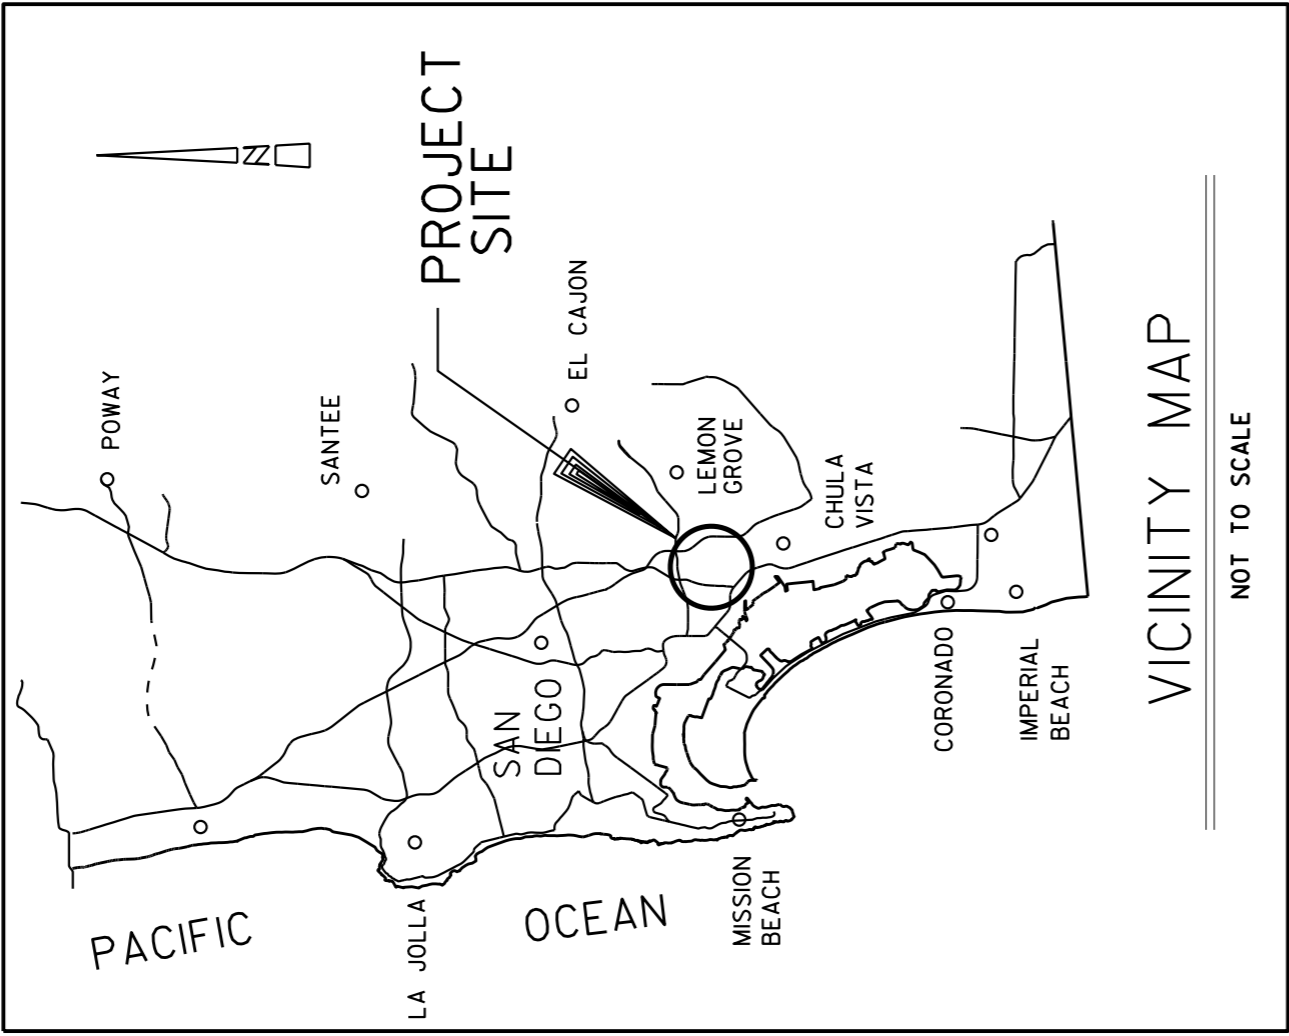 POWAY
SANTEE
PROJECT
SITE
EL CAJON
LEMON
GROVE
CHULA
VISTA
SAN
DIEGO
CORONADO
IMPERIAL
BEACH
MISSION
BEACH
LA JOLLA
PACIFIC
OCEAN
N
VICINITY MAP
NOT TO SCALE